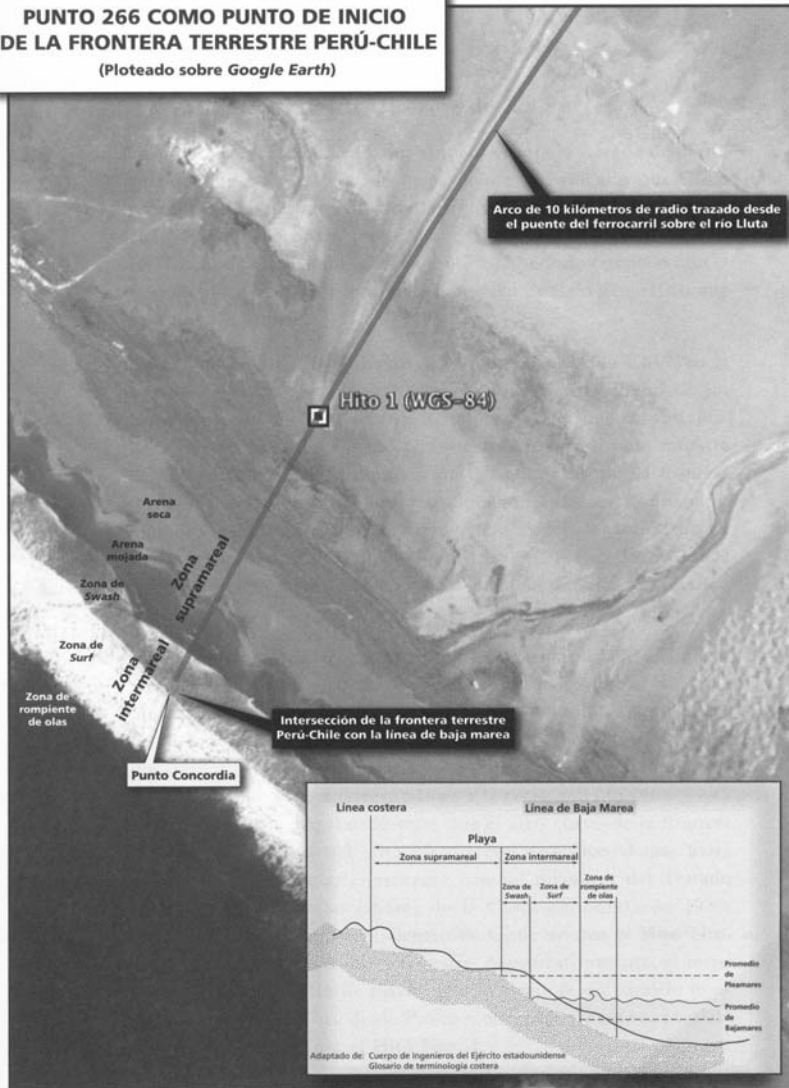 PUNTO 266 COMO PUNTO DE INICIO
DE LA FRONTERA TERRESTRE PERÚ-CHILE
(Ploteado sobre Google Earth)
Arco de 10 kilómetros de radio trazado desde
el puente del ferrocarril sobre el río Lluta
Hito 1 (WGS-84)
Arena
seca
Arena
mojada
Zona
supramareal
Zona de
Swash
Zona de
Surf
Zona
intermareal
Zona de
rompiente
de olas
Intersección de la frontera terrestre
Perú-Chile con la línea de baja marea
Punto Concordia
Línea costera
Línea de Baja Marea
Playa
Zona supramareal
Zona intermareal
Zona de
Swash
Zona de
Surf
Zona de
rompiente
de olas
Promedio
de
Pleamares
Promedio
de
Bajamares
Adaptado de: Cuerpo de Ingenieros del Ejército estadounidense
Glosario de terminología costera